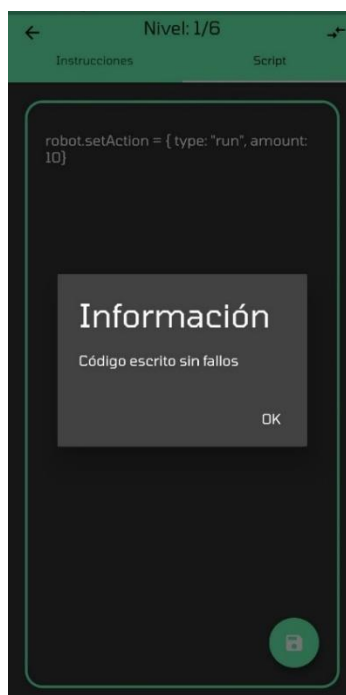 Nivel: 1/6
Instrucciones
Script
robot.setAction = { type: "run", amount:
10}
Información
Código escrito sin fallos
OK